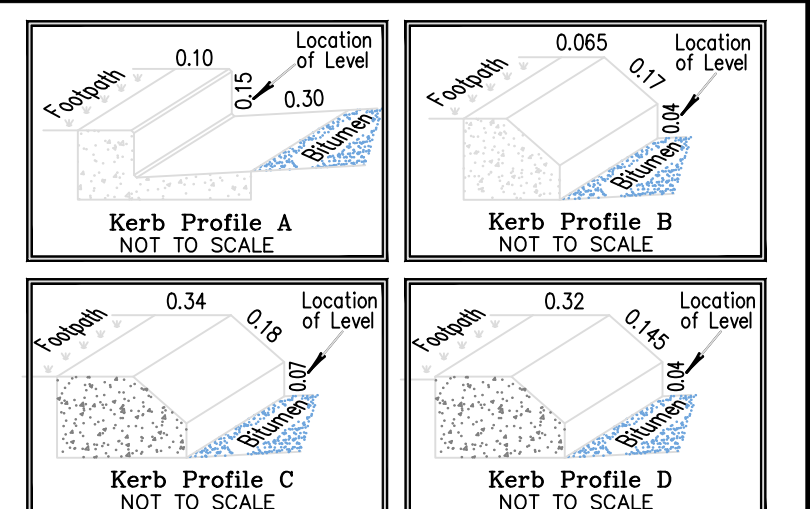 Footpath
0.10
0.15
0.30
Location
of Level
Bitumen
Kerb Profile A
NOT TO SCALE
Footpath
0.065
0.17
0.04
Location
of Level
Bitumen
Kerb Profile B
NOT TO SCALE
Footpath
0.34
0.18
0.07
Location
of Level
Bitumen
Kerb Profile C
NOT TO SCALE
Footpath
0.32
0.145
0.04
Location
of Level
Bitumen
Kerb Profile D
NOT TO SCALE